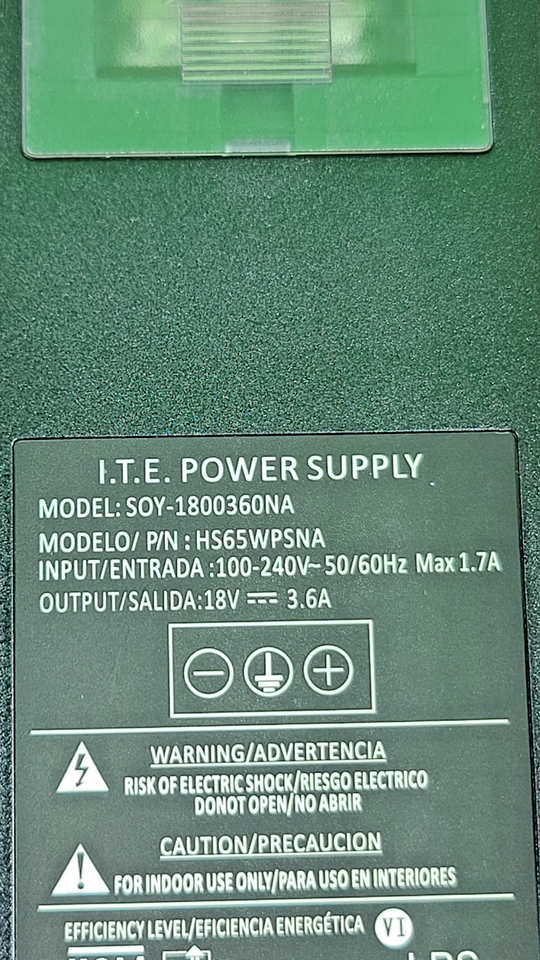 I.T.E. POWER SUPPLY
MODEL: SOY-1800360NA
MODELO/ P/N : HS65WPSNA
INPUT/ENTRADA :100-240V~ 50/60Hz Max 1.7A
OUTPUT/SALIDA:18V ⎓ 3.6A
WARNING/ADVERTENCIA
RISK OF ELECTRIC SHOCK/RIESGO ELECTRICO
DONOT OPEN/NO ABRIR
CAUTION/PRECAUCION
FOR INDOOR USE ONLY/PARA USO EN INTERIORES
EFFICIENCY LEVEL/EFICIENCIA ENERGÉTICA VI